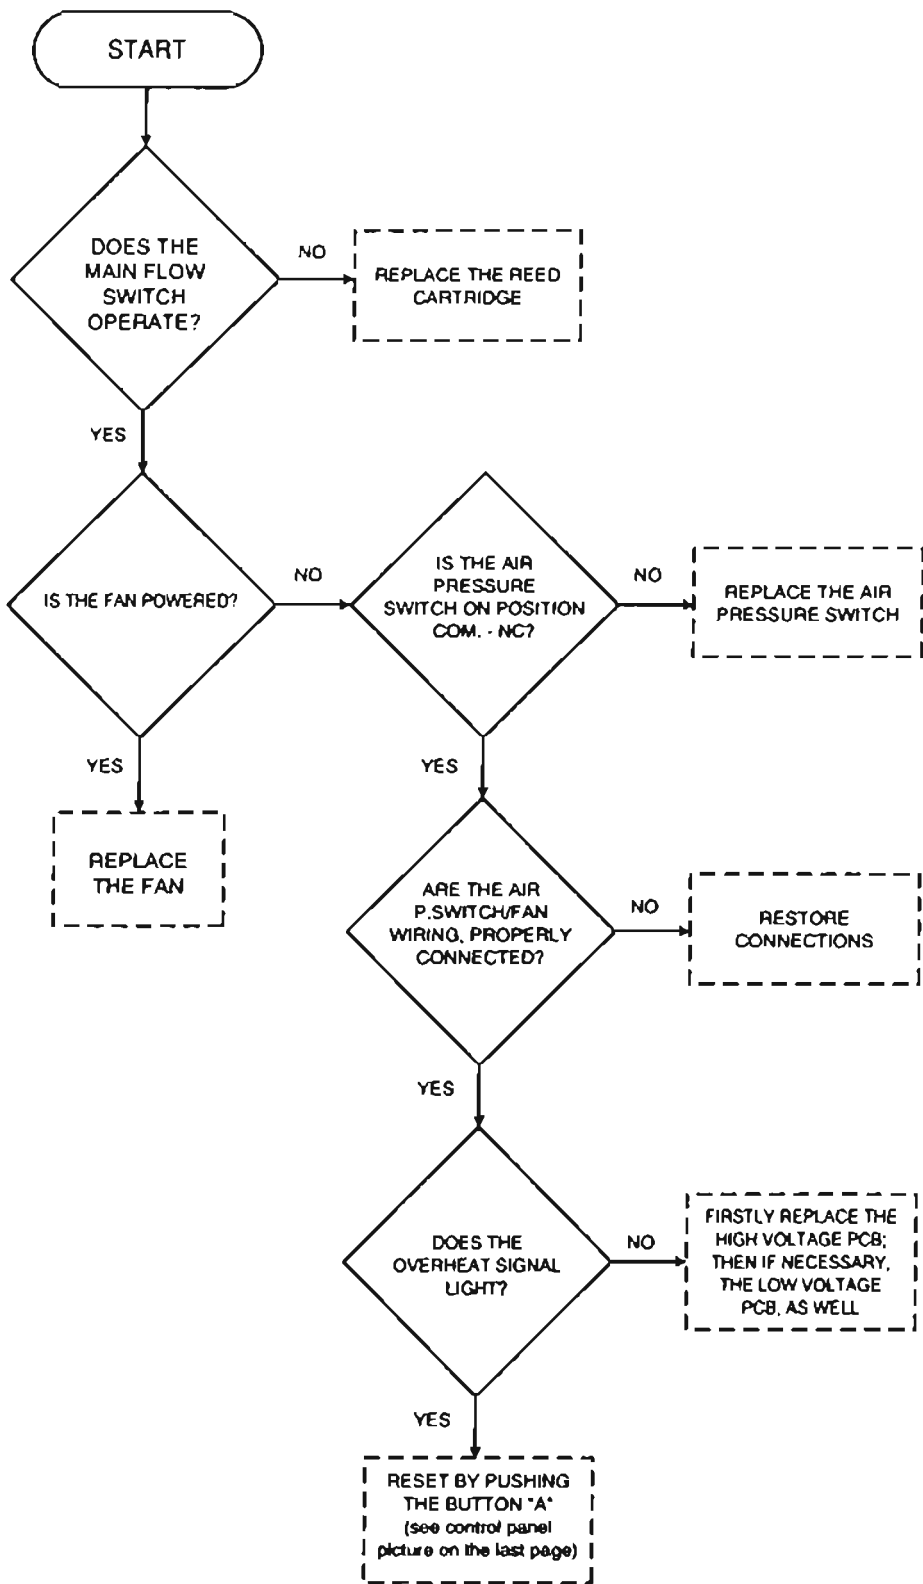 START
DOES THE
MAIN FLOW
SWITCH
OPERATE?
NO
REPLACE THE REED
CARTRIDGE
YES
IS THE FAN POWERED?
NO
IS THE AIR
PRESSURE
SWITCH ON POSITION
COM. - NC?
NO
REPLACE THE AIR
PRESSURE SWITCH
YES
REPLACE
THE FAN
YES
ARE THE AIR
P.SWITCH/FAN
WIRING, PROPERLY
CONNECTED?
NO
RESTORE
CONNECTIONS
YES
DOES THE
OVERHEAT SIGNAL
LIGHT?
NO
FIRSTLY REPLACE THE
HIGH VOLTAGE PCB;
THEN IF NECESSARY,
THE LOW VOLTAGE
PCB, AS WELL
YES
RESET BY PUSHING
THE BUTTON "A"
(see control panel
picture on the last page)